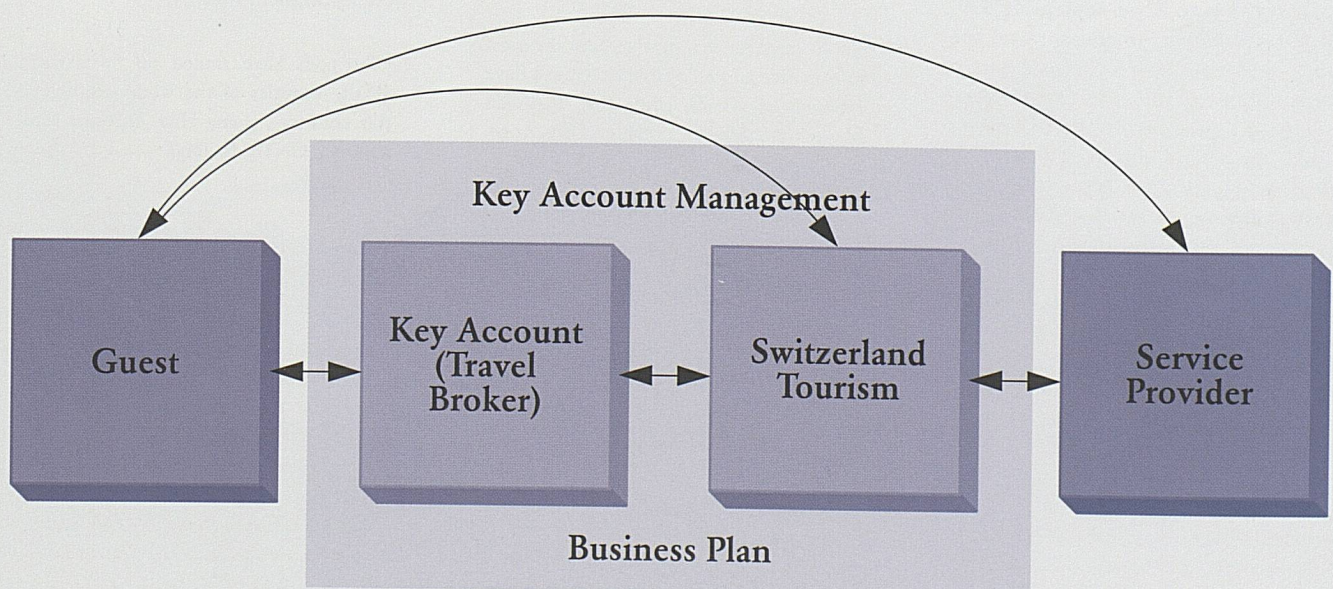 Key Account Management
Guest
Key Account
(Travel
Broker)
Switzerland
Tourism
Service
Provider
Business Plan